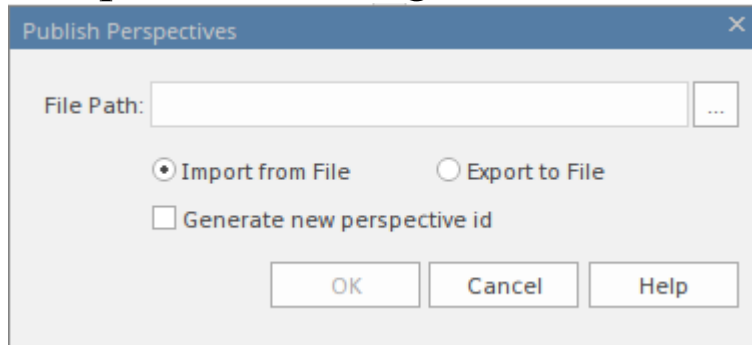 Publish Perspectives
File Path:
...
Import from File Export to File
Generate new perspective id
OK Cancel Help